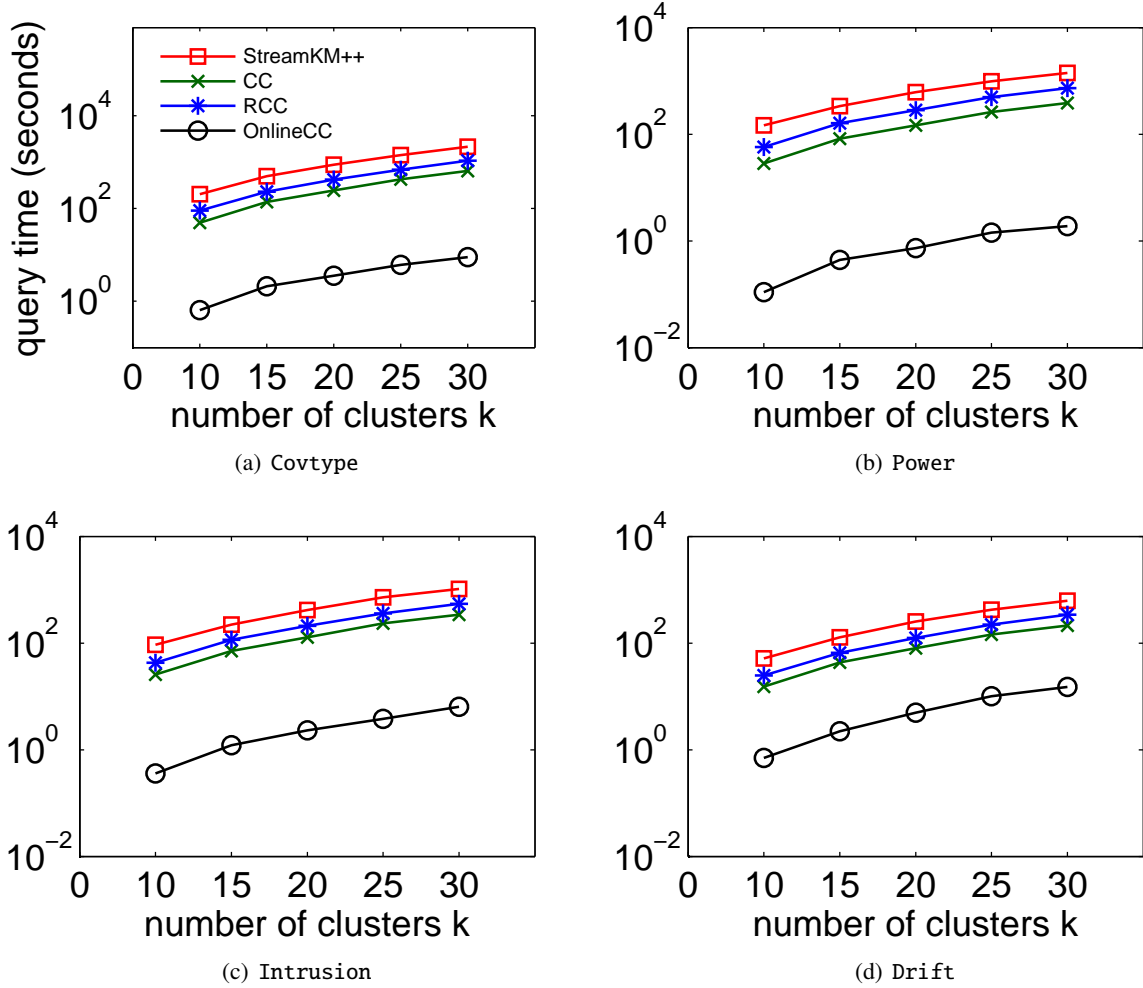 query time (seconds)
10^4
10^2
10^0
StreamKM++
CC
RCC
OnlineCC
0 10 15 20 25 30
number of clusters k
(a) Covtype
10^4
10^2
10^0
10^−2
0 10 15 20 25 30
number of clusters k
(b) Power
10^4
10^2
10^0
10^−2
0 10 15 20 25 30
number of clusters k
(c) Intrusion
10^4
10^2
10^0
10^−2
0 10 15 20 25 30
number of clusters k
(d) Drift